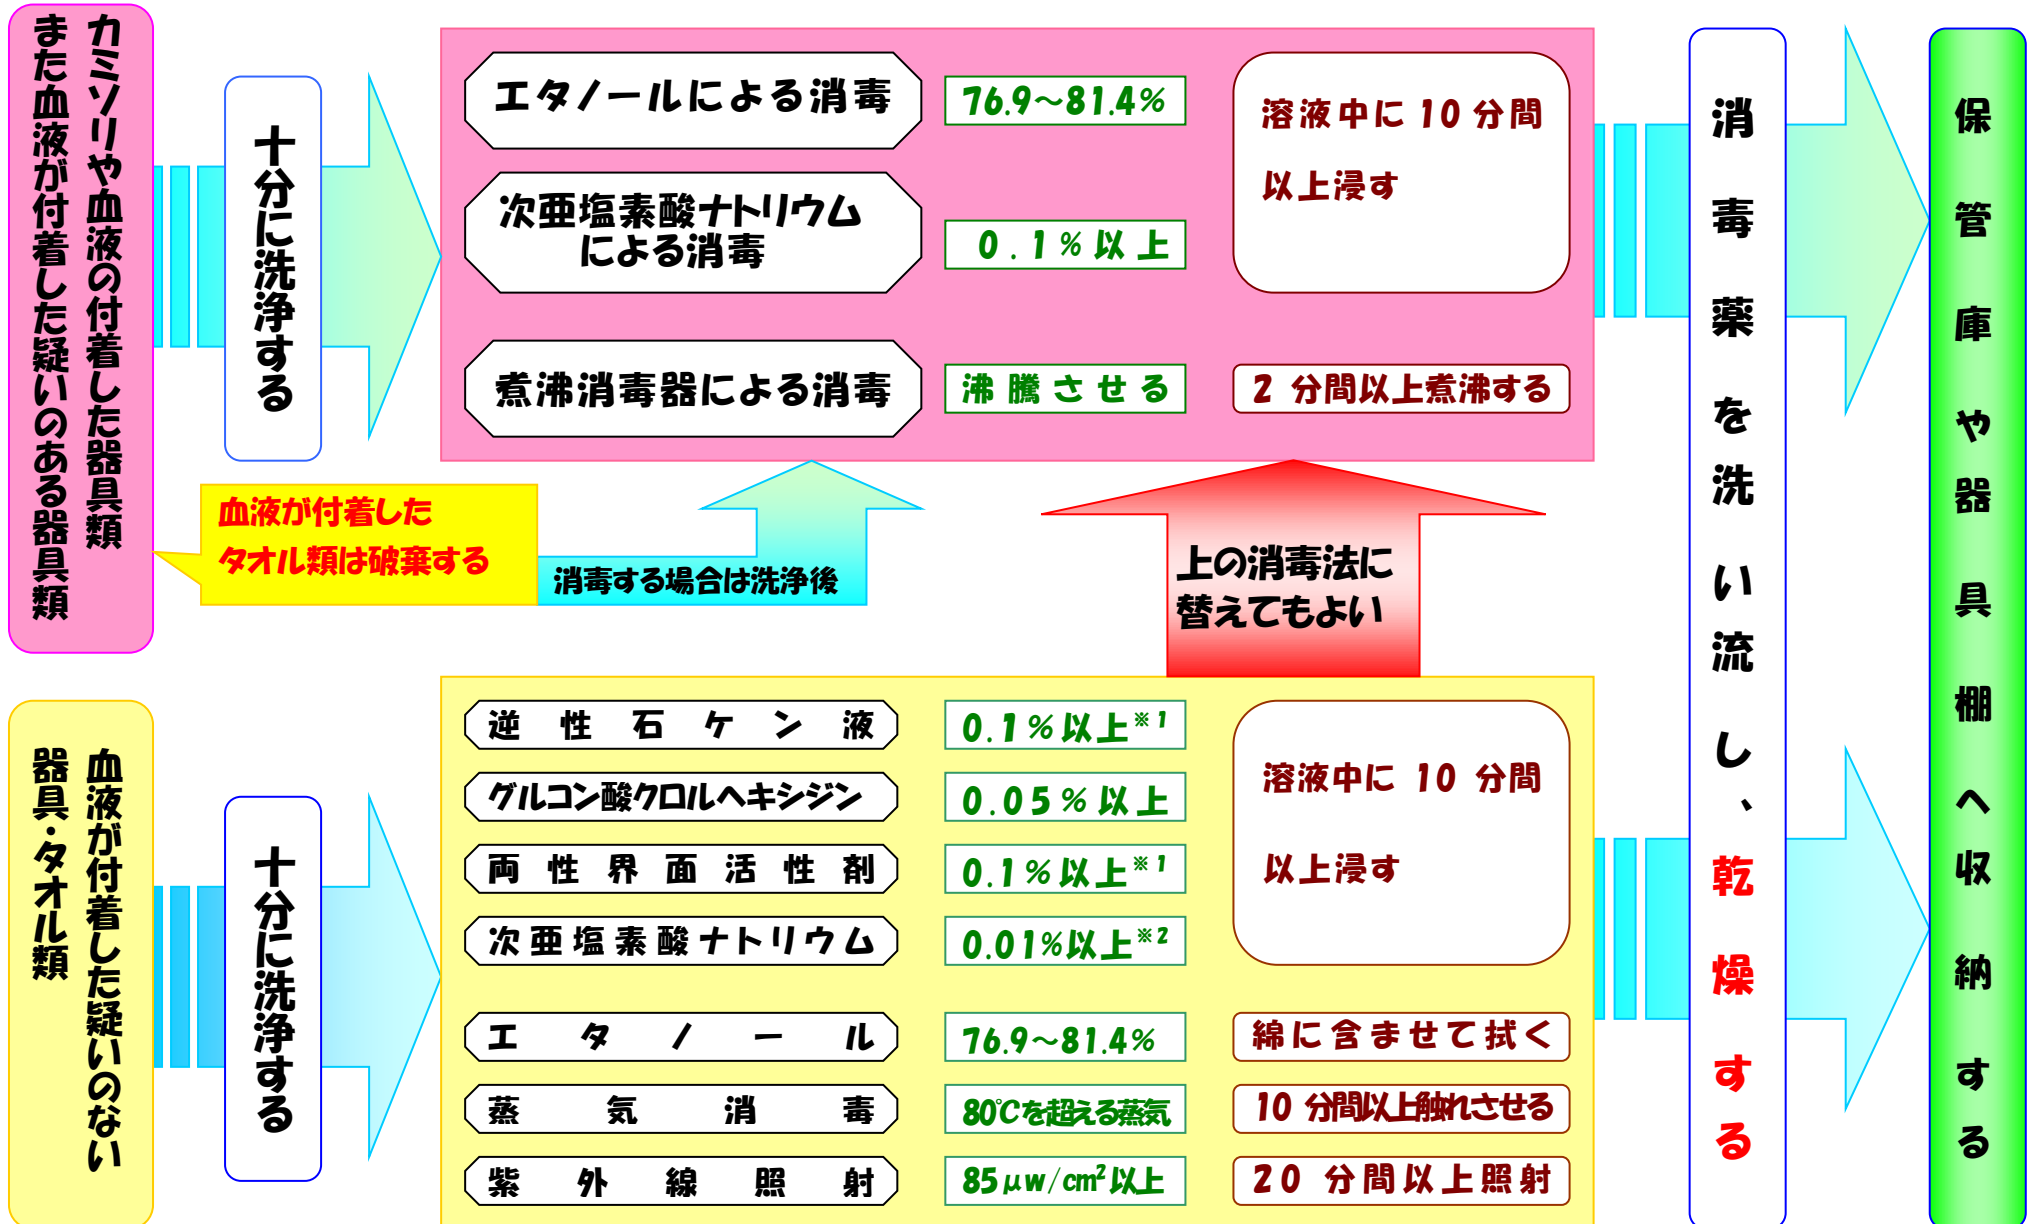 カミソリや血液の付着した器具類
また血液が付着した疑いのある器具類
十分に洗浄する
エタノールによる消毒
76.9～81.4%
溶液中に 10 分間
以上浸す
次亜塩素酸ナトリウム
による消毒
0.1%以上
煮沸消毒器による消毒
沸騰させる
2 分間以上煮沸する
血液が付着した
タオル類は破棄する
消毒する場合は洗浄後
上の消毒法に
替えてもよい
血液が付着した疑いのない
器具・タオル類
十分に洗浄する
逆性石ケン液
0.1%以上※1
グルコン酸クロルヘキシジン
0.05%以上
両性界面活性剤
0.1%以上※1
次亜塩素酸ナトリウム
0.01%以上※2
溶液中に 10 分間
以上浸す
エタノール
76.9～81.4%
綿に含ませて拭く
蒸気消毒
80℃を超える蒸気
10 分間以上触れさせる
紫外線照射
85μw/cm²以上
20 分間以上照射
消毒薬を洗い流し、乾燥する
保管庫や器具棚へ収納する